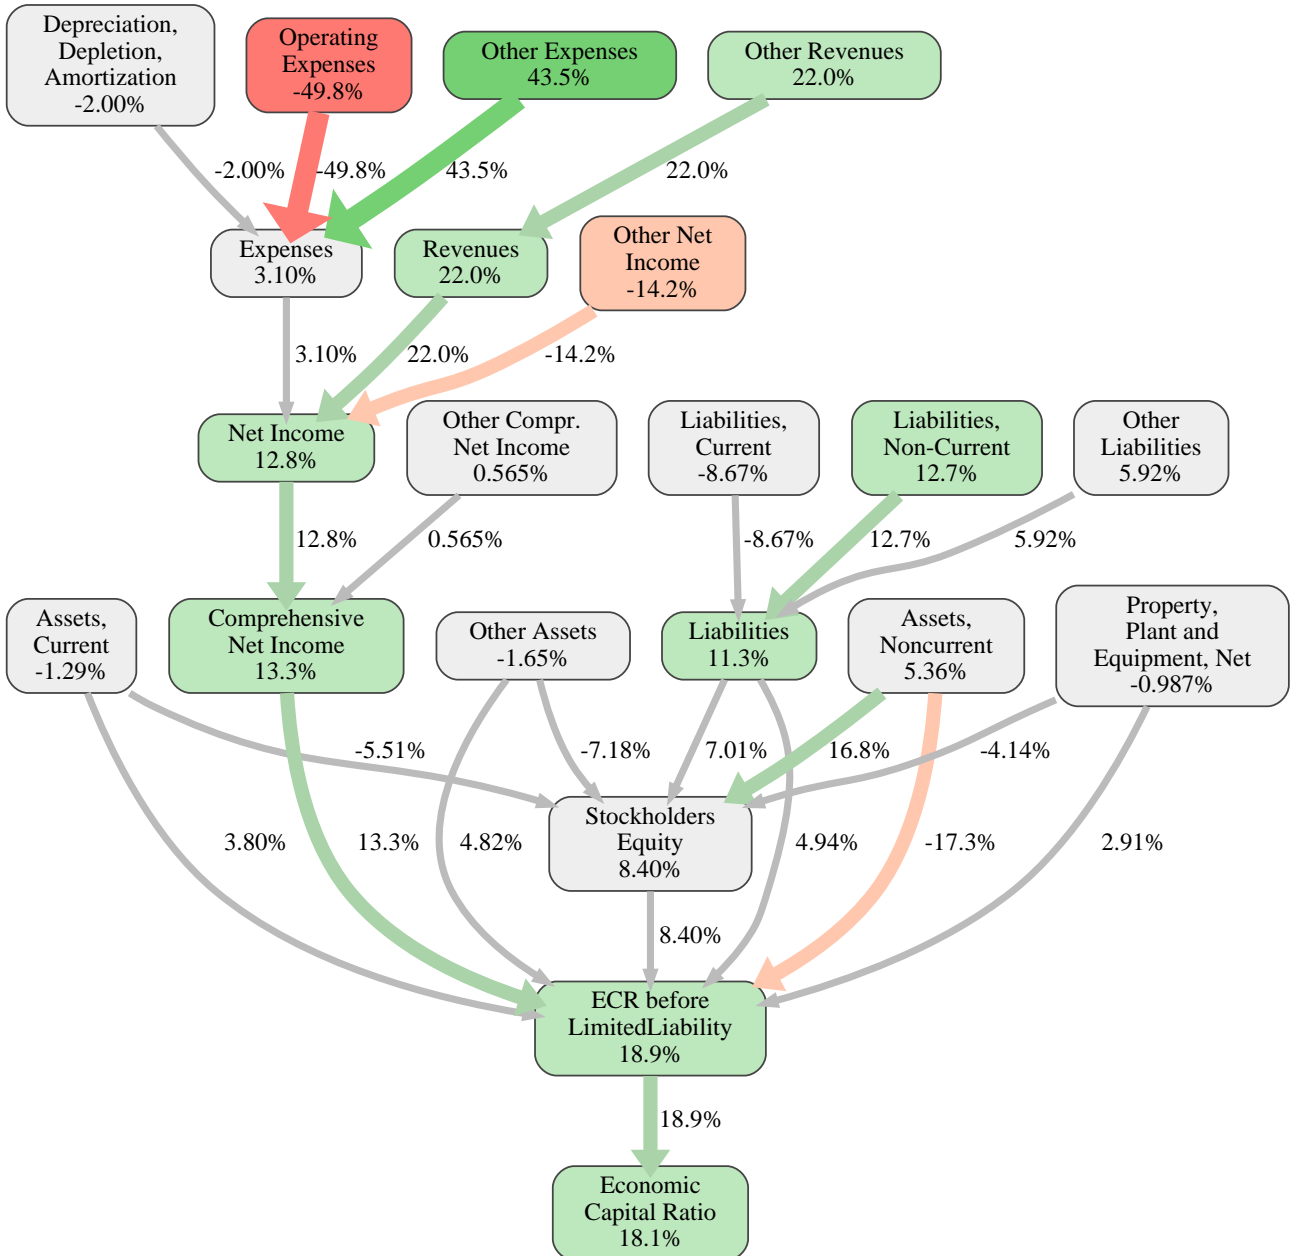 Depreciation,
Depletion,
Amortization
-2.00%
Operating
Expenses
-49.8%
Other Expenses
43.5%
Other Revenues
22.0%
-2.00%
-49.8%
43.5%
22.0%
Expenses
3.10%
Revenues
22.0%
Other Net
Income
-14.2%
3.10%
22.0%
-14.2%
Net Income
12.8%
Other Compr.
Net Income
0.565%
Liabilities,
Current
-8.67%
Liabilities,
Non-Current
12.7%
Other
Liabilities
5.92%
12.8%
0.565%
-8.67%
12.7%
5.92%
Assets,
Current
-1.29%
Comprehensive
Net Income
13.3%
Other Assets
-1.65%
Liabilities
11.3%
Assets,
Noncurrent
5.36%
Property,
Plant and
Equipment, Net
-0.987%
-5.51%
-7.18%
7.01%
16.8%
-4.14%
Stockholders
Equity
8.40%
3.80%
13.3%
4.82%
4.94%
-17.3%
2.91%
8.40%
ECR before
LimitedLiability
18.9%
18.9%
Economic
Capital Ratio
18.1%